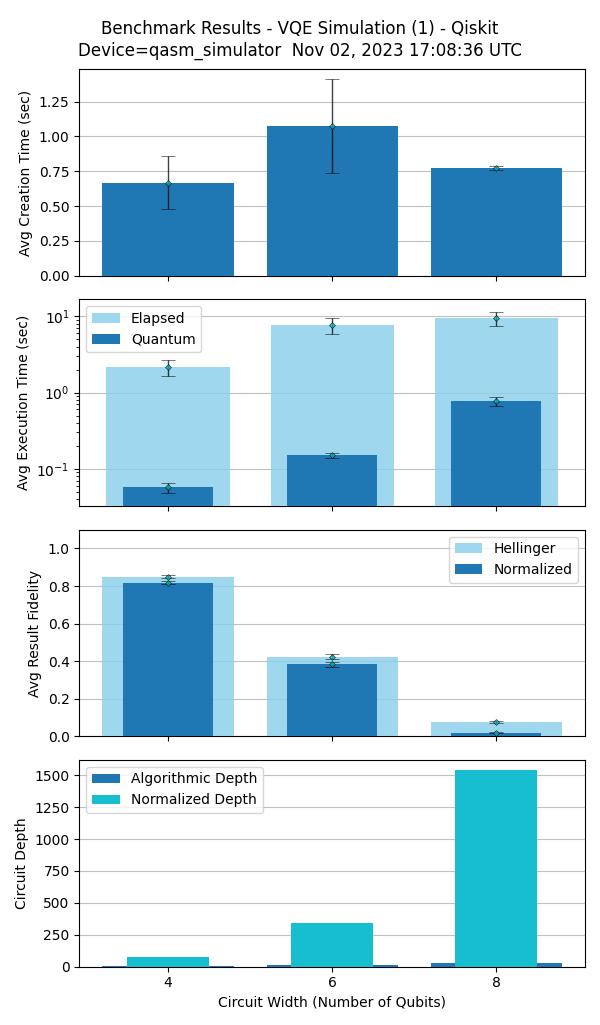 Benchmark Results - VQE Simulation (1) - Qiskit
Device=qasm_simulator  Nov 02, 2023 17:08:36 UTC
Avg Creation Time (sec)
1.25
1.00
0.75
0.50
0.25
0.00
Avg Execution Time (sec)
10¹
10⁰
10⁻¹
Elapsed
Quantum
Avg Result Fidelity
1.0
0.8
0.6
0.4
0.2
0.0
Hellinger
Normalized
Circuit Depth
1500
1250
1000
750
500
250
0
Algorithmic Depth
Normalized Depth
4 6 8
Circuit Width (Number of Qubits)